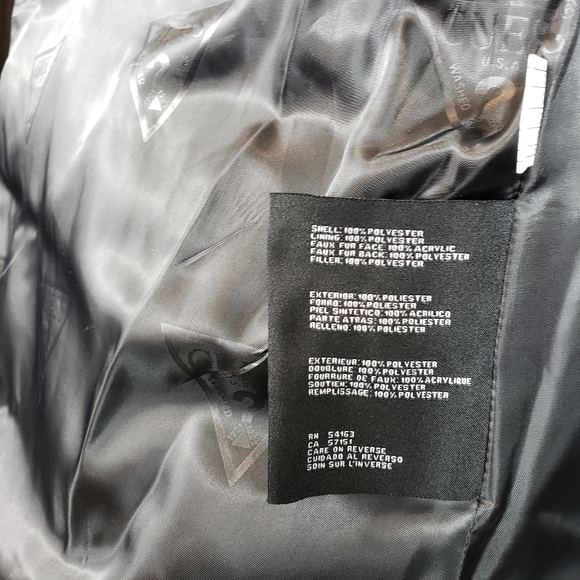 U.S.A
WASHED
SHELL: 100% POLYESTER
LINING: 100% POLYESTER
FAUX FUR FACE: 100% ACRYLIC
FAUX FUR BACK: 100% POLYESTER
FILLER: 100% POLYESTER
EXTERIOR: 100% POLIESTER
FORRO: 100% POLIESTER
PIEL SINTETICO: 100% ACRILICO
PARTE ATRAS: 100% POLIESTER
RELLENO: 100% POLIESTER
EXTERIEUR: 100% POLYESTER
DOUBLURE: 100% POLYESTER
FOURRURE DE FAUX: 100% ACRYLIQUE
SOUTIEN: 100% POLYESTER
REMPLISSAGE: 100% POLYESTER
RN 54163
CA 57151
CARE ON REVERSE
CUIDADO AL REVERSO
SOIN SUR L'INVERSE